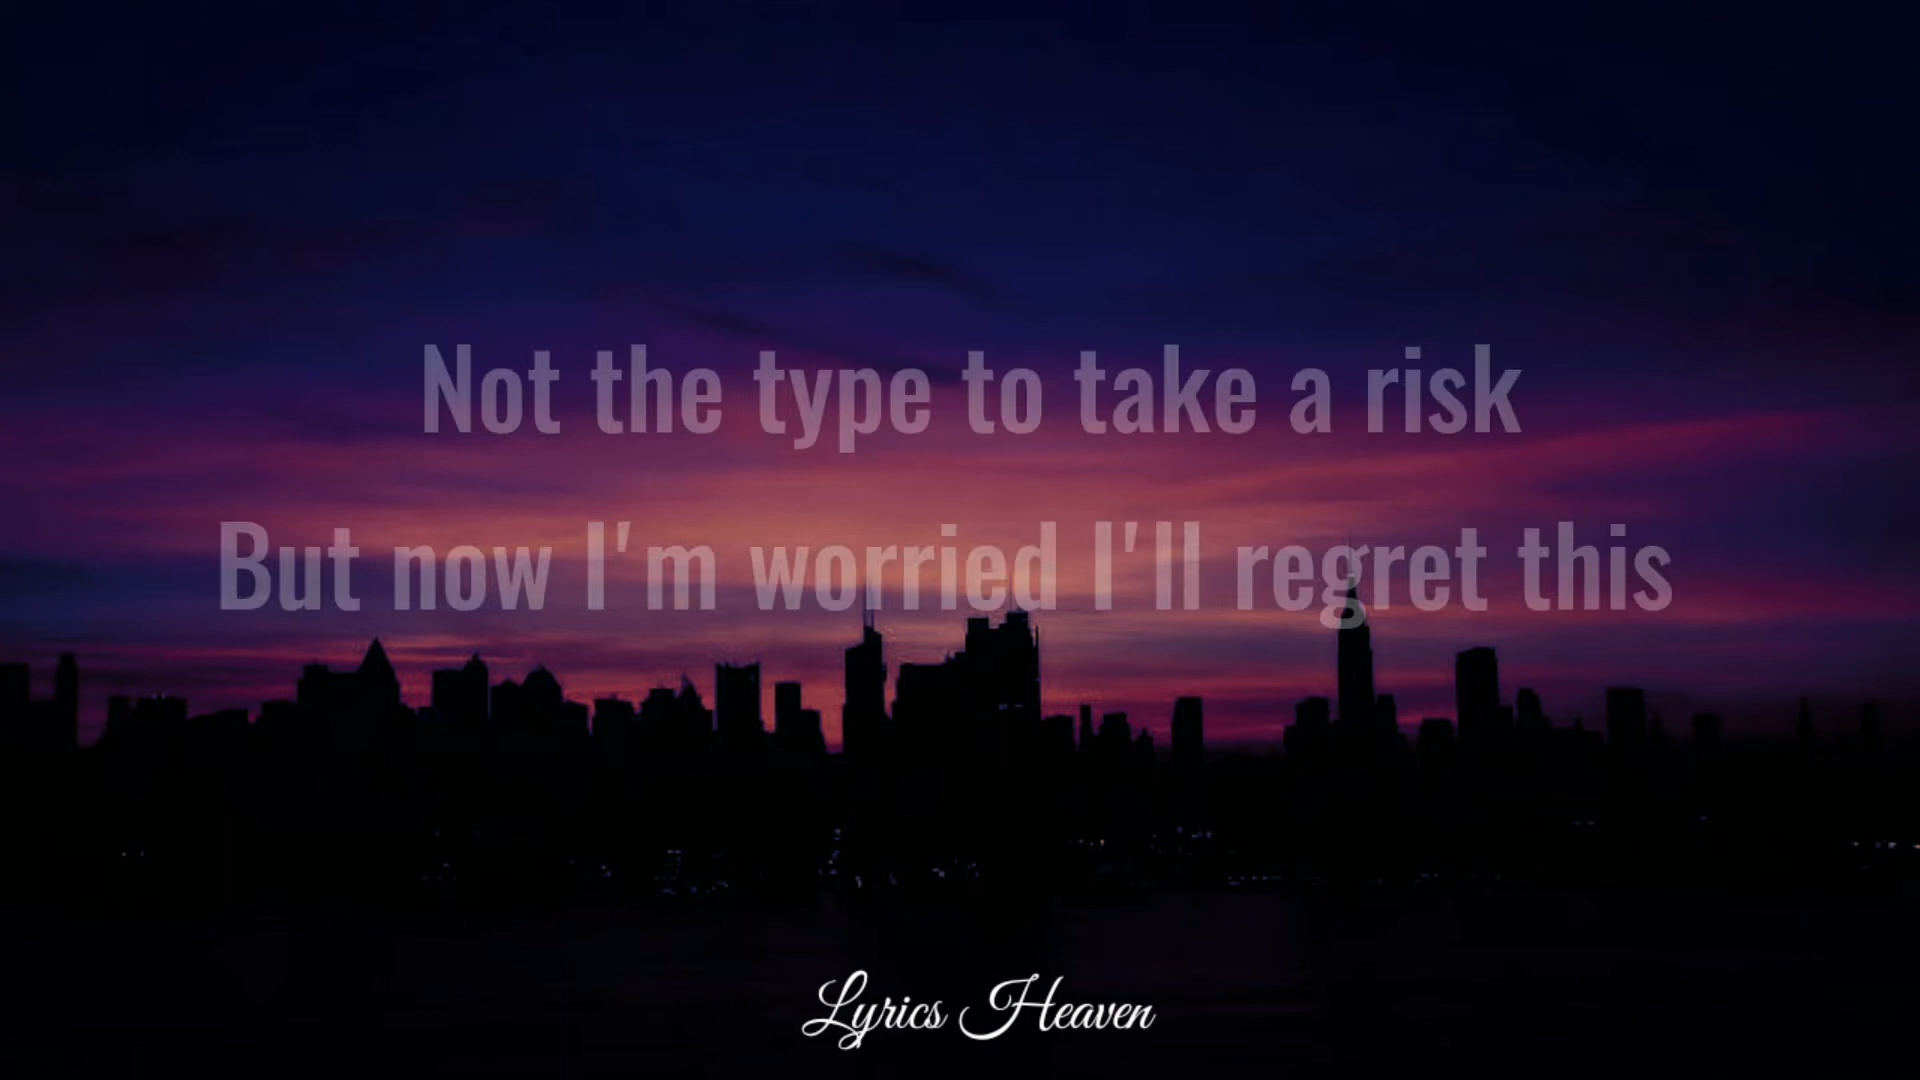 Not the type to take a risk
But now I'm worried I'll regret this
Lyrics Heaven